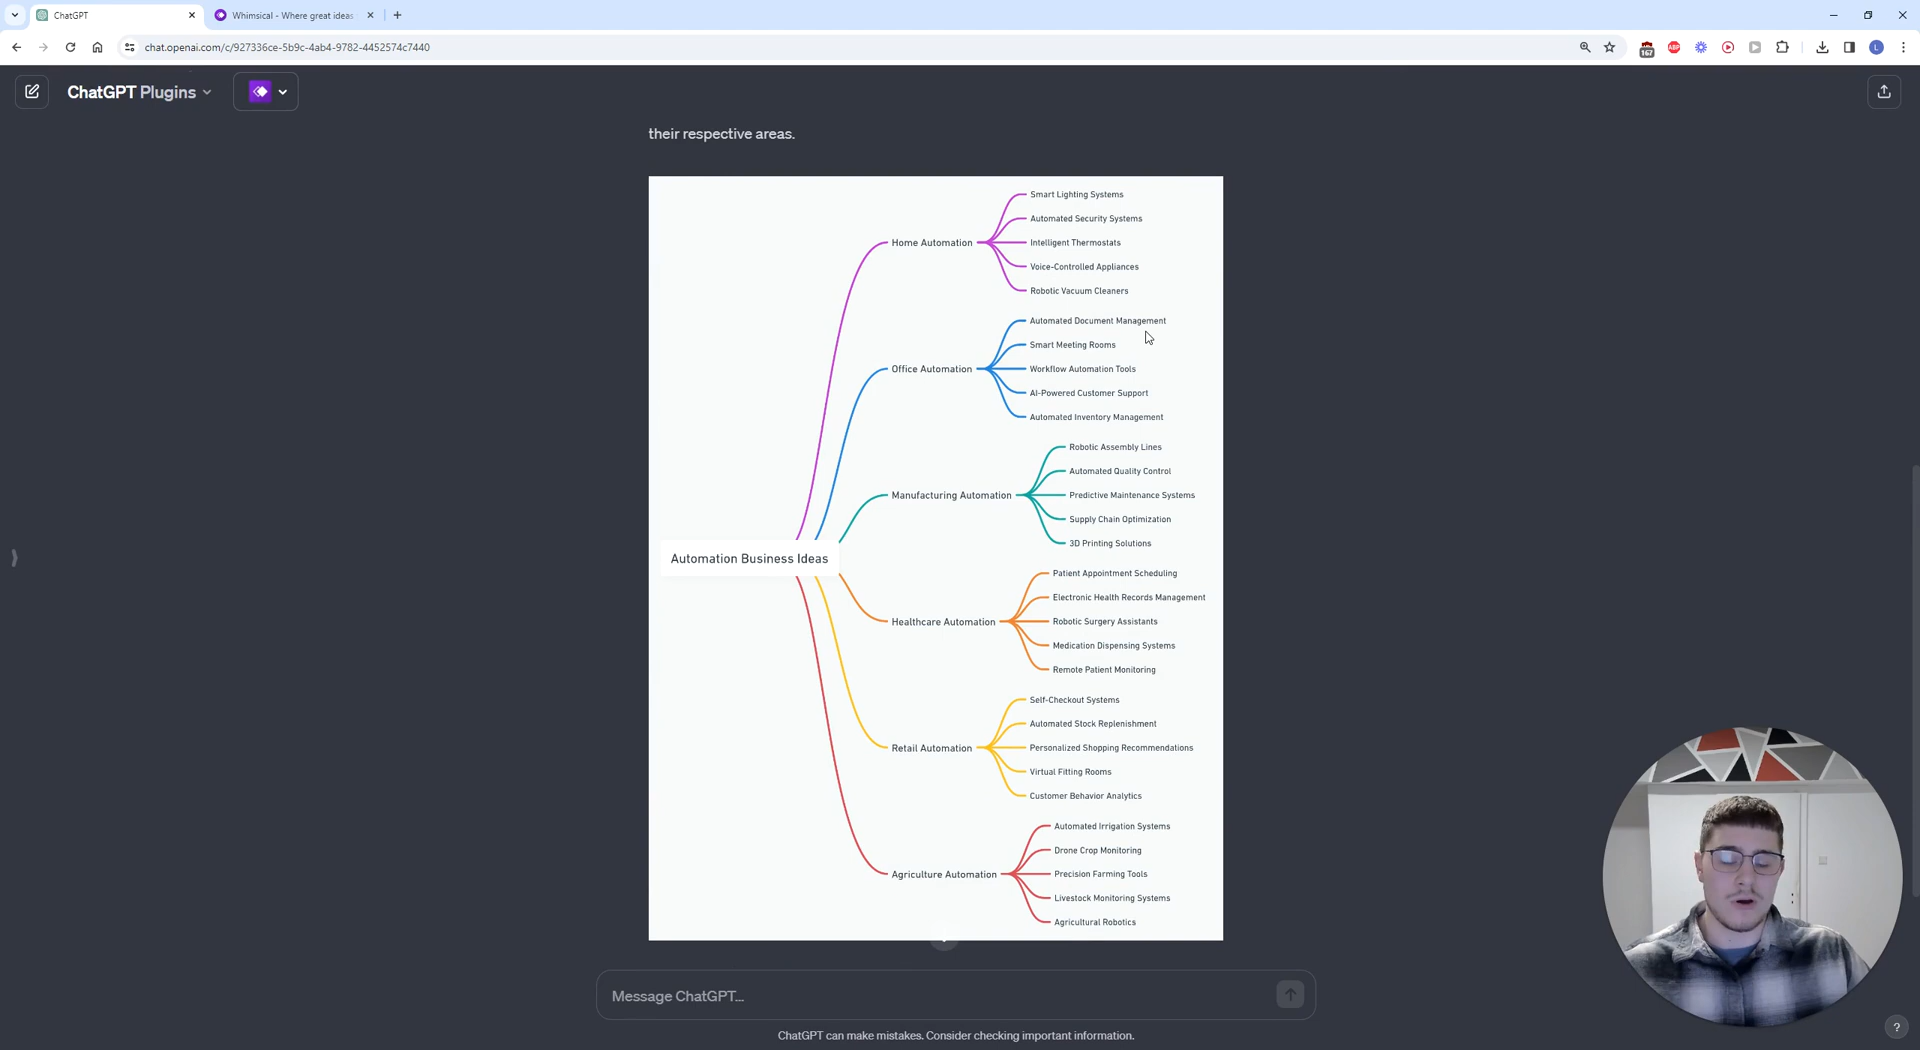 ChatGPT
Whimsical - Where great ideas
chat.openai.com/c/927336ce-5b9c-4ab4-9782-4452574c7440
167
ABP
L
ChatGPT Plugins
their respective areas.
Automation Business Ideas
Home Automation
Smart Lighting Systems
Automated Security Systems
Intelligent Thermostats
Voice-Controlled Appliances
Robotic Vacuum Cleaners
Office Automation
Automated Document Management
Smart Meeting Rooms
Workflow Automation Tools
AI-Powered Customer Support
Automated Inventory Management
Manufacturing Automation
Robotic Assembly Lines
Automated Quality Control
Predictive Maintenance Systems
Supply Chain Optimization
3D Printing Solutions
Healthcare Automation
Patient Appointment Scheduling
Electronic Health Records Management
Robotic Surgery Assistants
Medication Dispensing Systems
Remote Patient Monitoring
Retail Automation
Self-Checkout Systems
Automated Stock Replenishment
Personalized Shopping Recommendations
Virtual Fitting Rooms
Customer Behavior Analytics
Agriculture Automation
Automated Irrigation Systems
Drone Crop Monitoring
Precision Farming Tools
Livestock Monitoring Systems
Agricultural Robotics
Message ChatGPT...
ChatGPT can make mistakes. Consider checking important information.
?